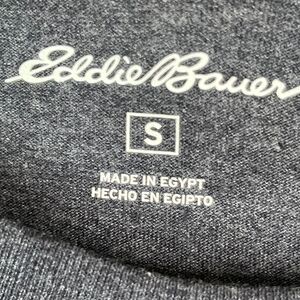 Eddie Bauer
S
MADE IN EGYPT
HECHO EN EGIPTO